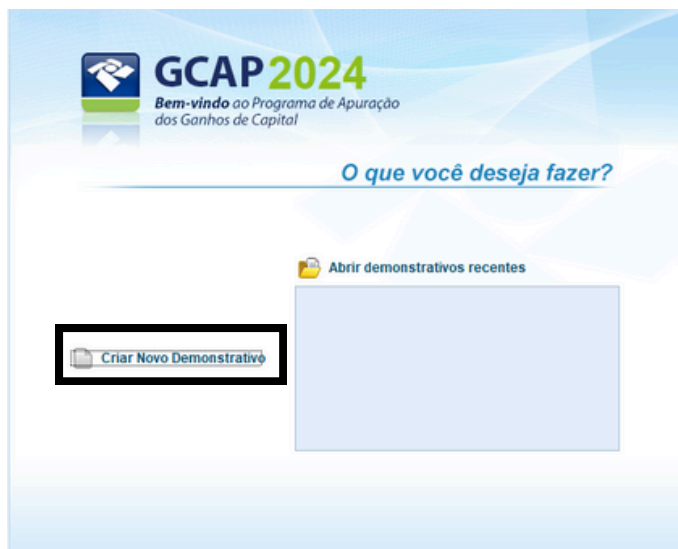 GCAP2024
Bem-vindo ao Programa de Apuração
dos Ganhos de Capital
O que você deseja fazer?
Abrir demonstrativos recentes
Criar Novo Demonstrativo